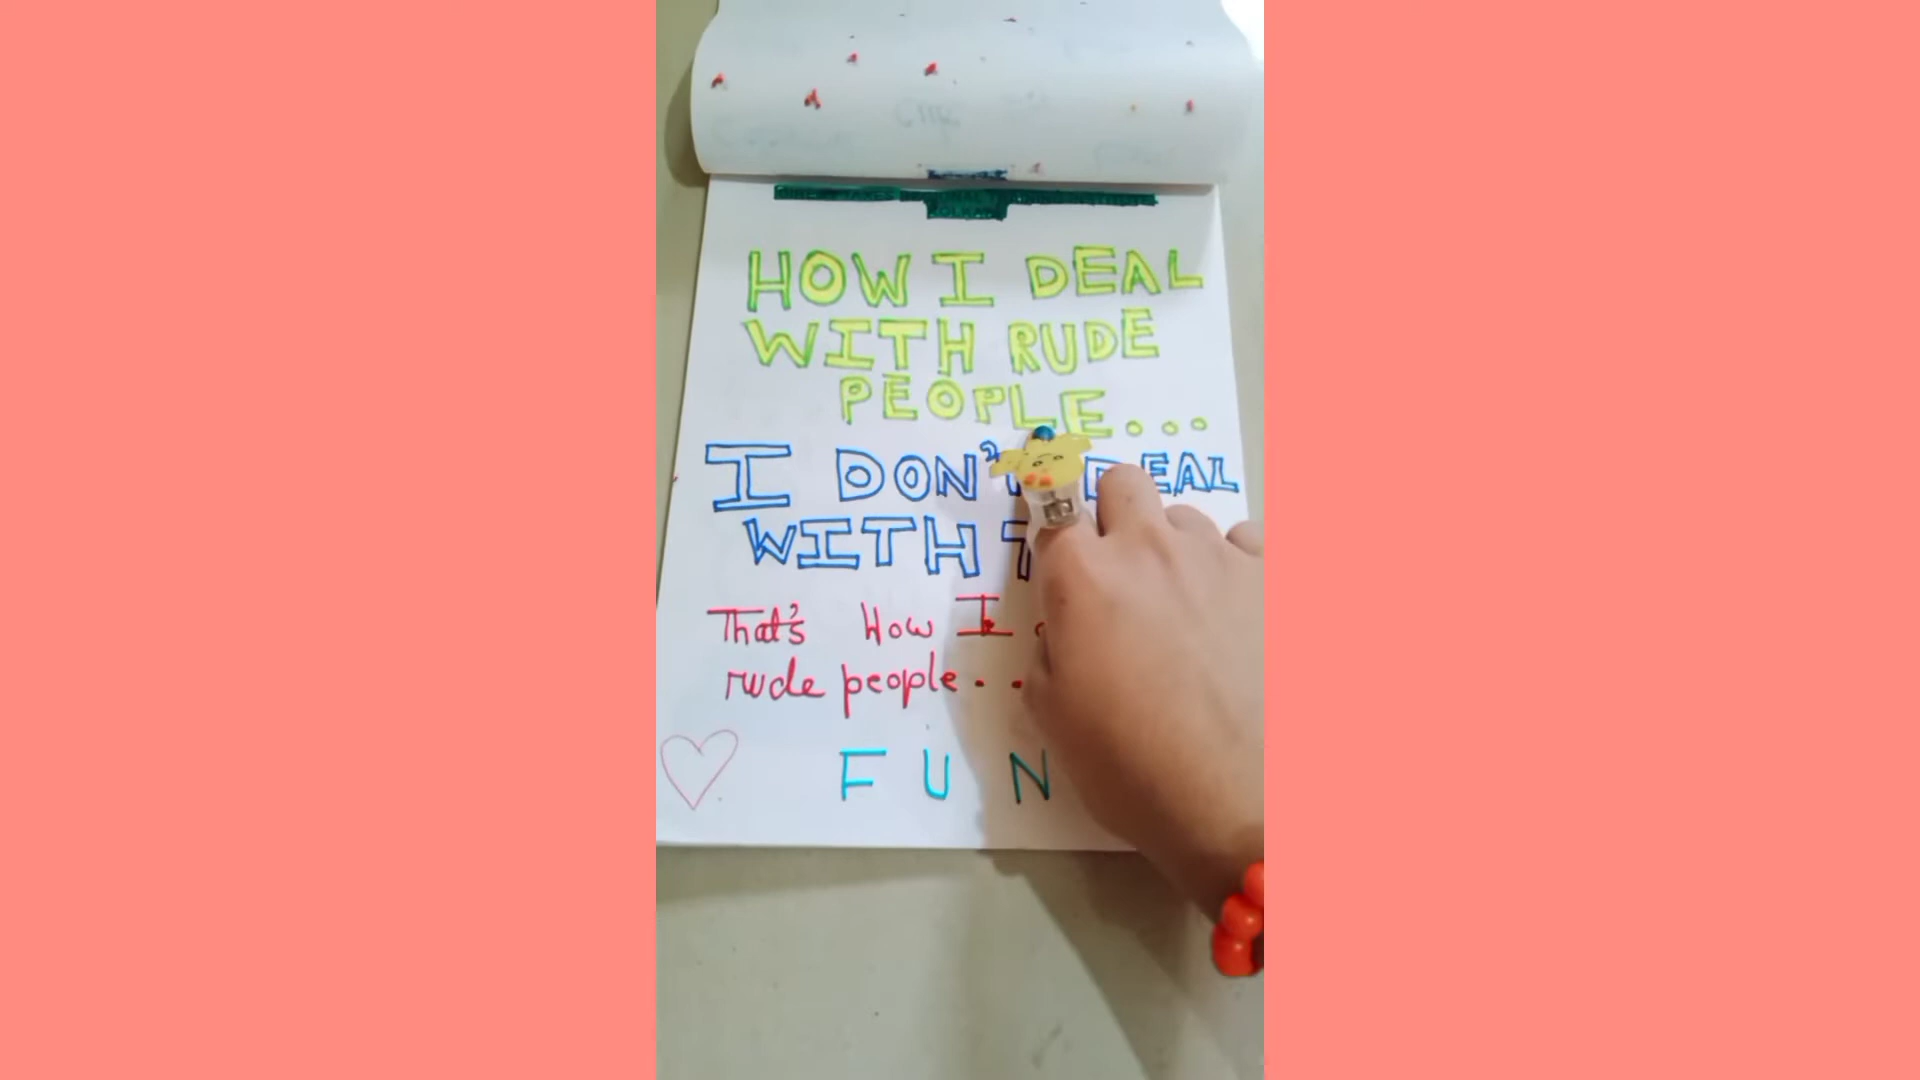 HOW I DEAL
WITH RUDE
PEOPLE...
I DON'T DEAL
WITH
That's How I
rude people..
F U N